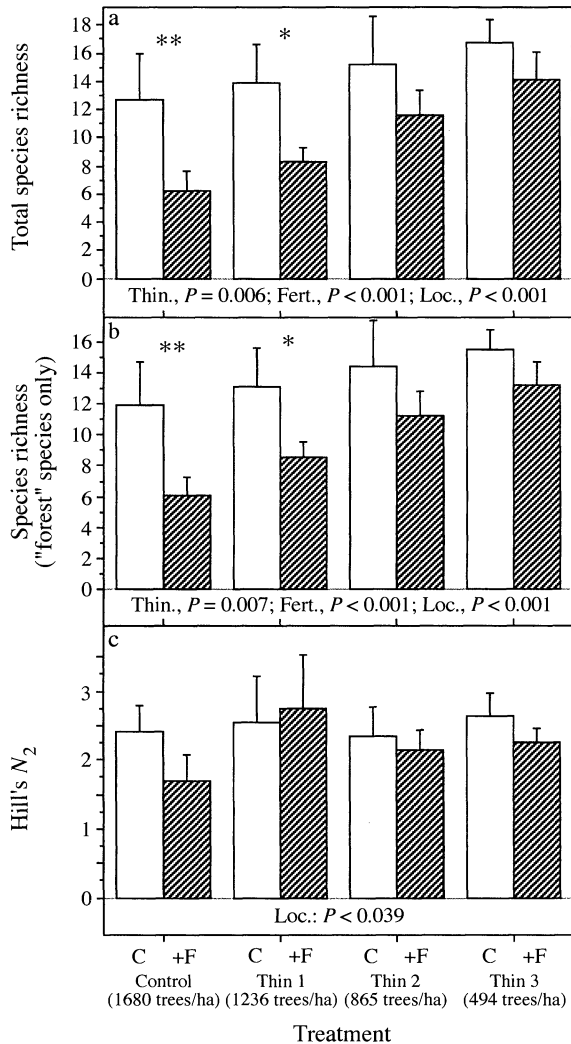 a
**
*
Total species richness
18
16
14
12
10
8
6
4
2
0
Thin., P = 0.006; Fert., P < 0.001; Loc., P < 0.001
b
**
*
Species richness
("forest" species only)
16
14
12
10
8
6
4
2
0
Thin., P = 0.007; Fert., P < 0.001; Loc., P < 0.001
c
Hill's N2
3
2
1
0
Loc.: P < 0.039
C +F C +F C +F C +F
Control Thin 1 Thin 2 Thin 3
(1680 trees/ha) (1236 trees/ha) (865 trees/ha) (494 trees/ha)
Treatment